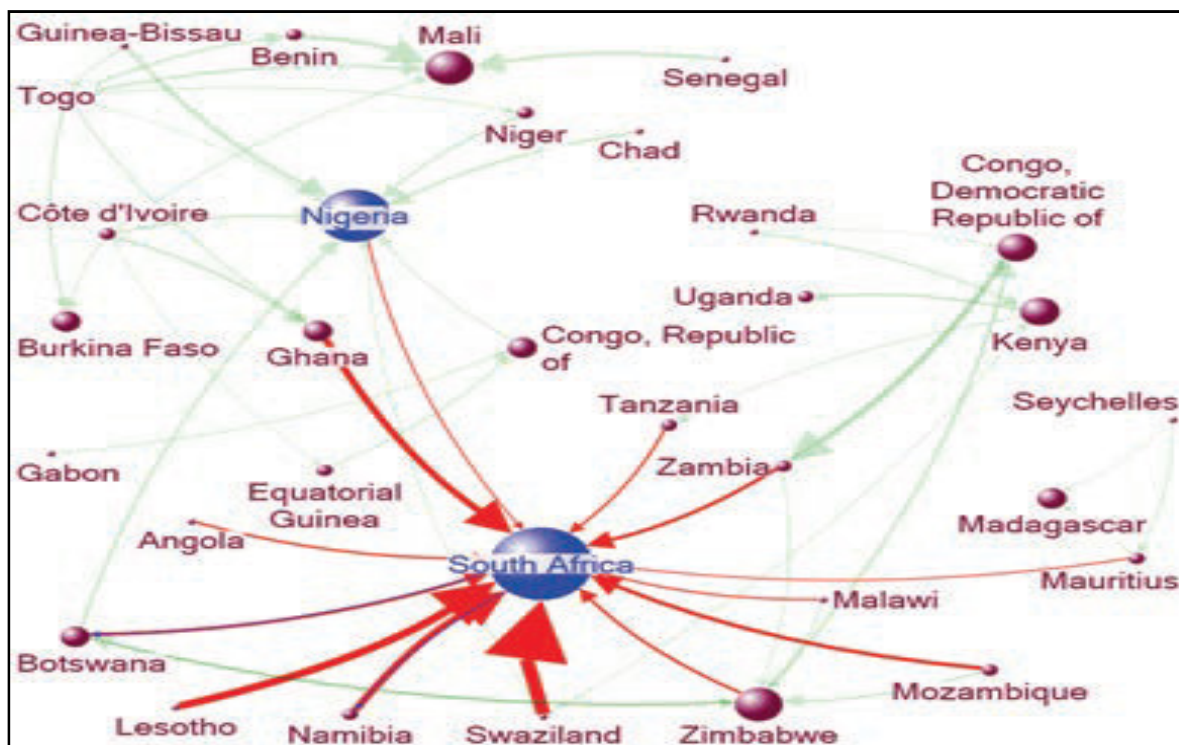 Guinea-Bissau
Benin
Mali
Senegal
Togo
Niger
Chad
Congo,
Democratic
Republic of
Côte d'Ivoire
Nigeria
Rwanda
Uganda
Kenya
Burkina Faso
Ghana
Congo, Republic
of
Tanzania
Seychelles
Gabon
Equatorial
Guinea
Zambia
Madagascar
Angola
South Africa
Mauritius
Malawi
Botswana
Mozambique
Lesotho
Namibia
Swaziland
Zimbabwe